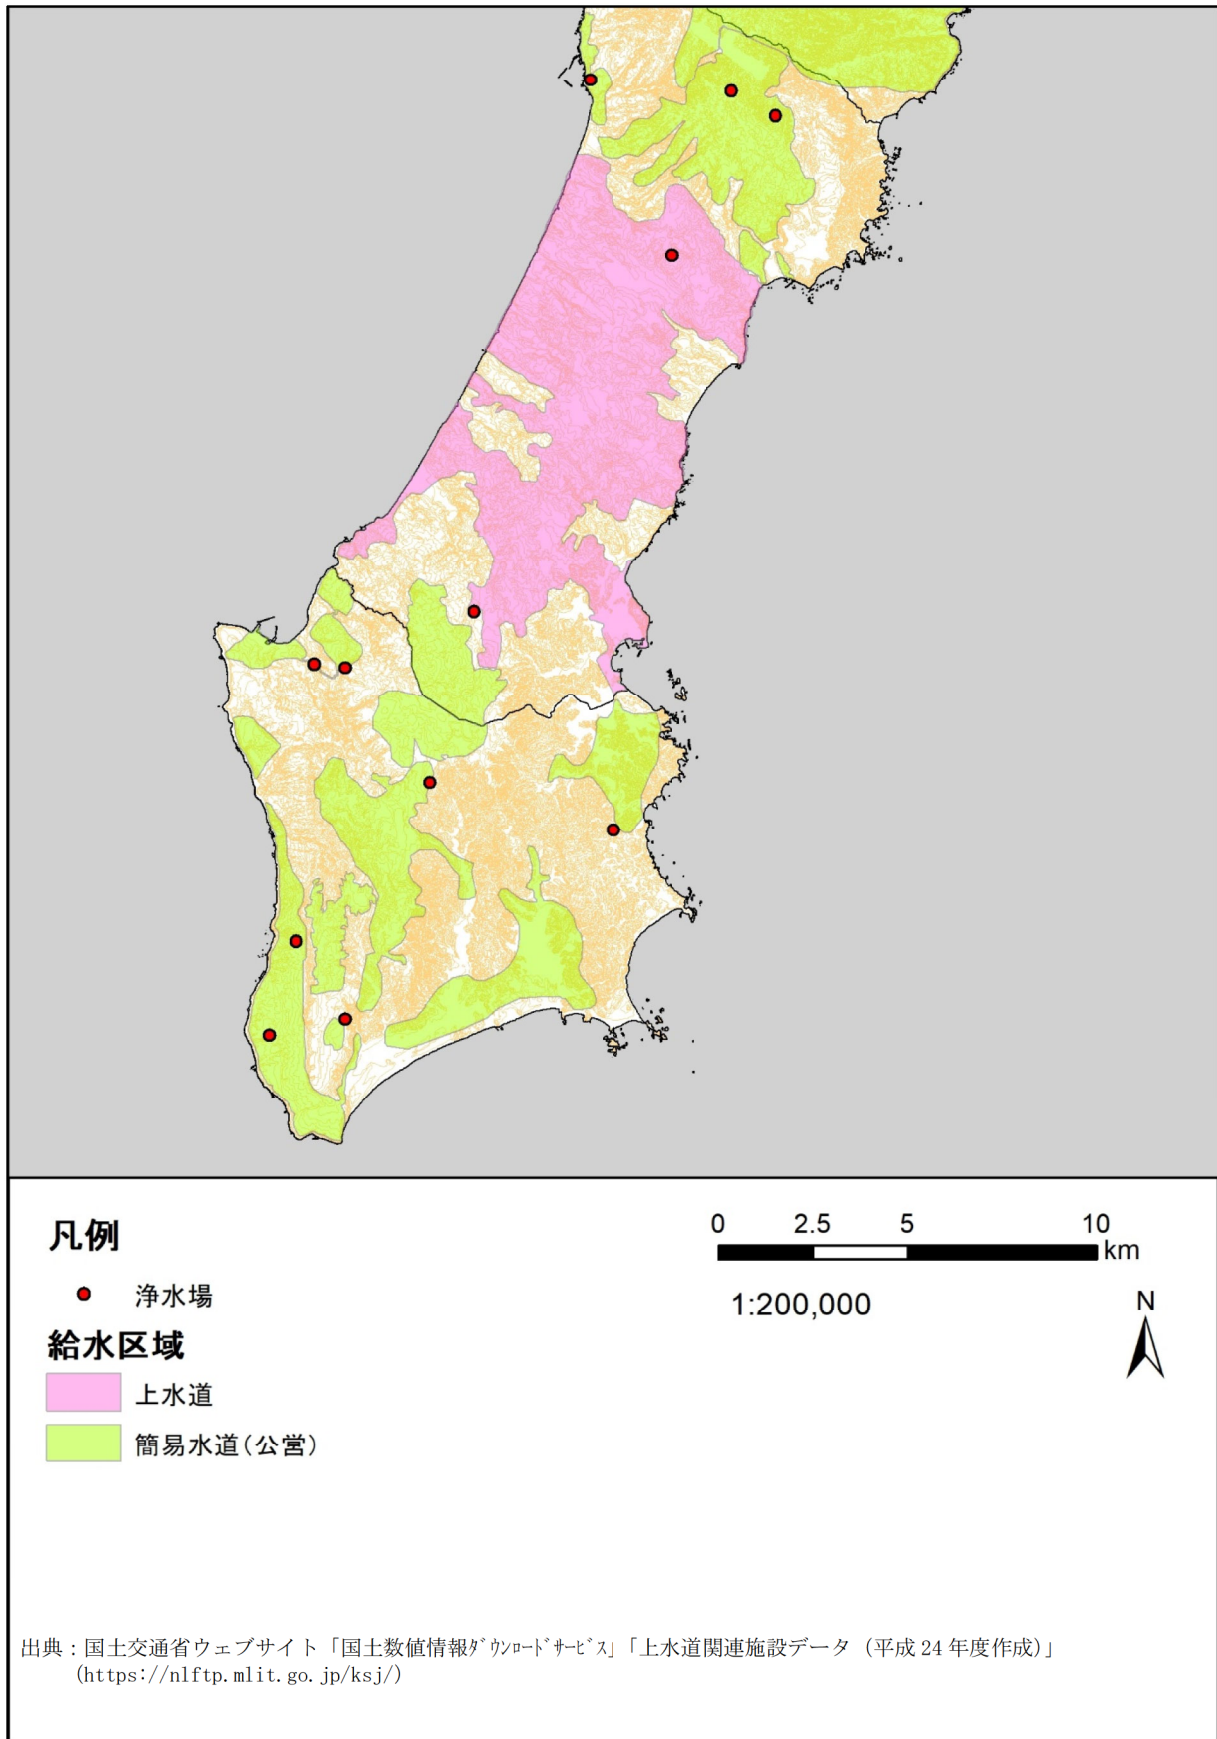 凡例
浄水場
給水区域
上水道
簡易水道(公営)
0 2.5 5 10
km
1:200,000
N
出典：国土交通省ウェブサイト「国土数値情報ﾀﾞｳﾝﾛｰﾄﾞｻｰﾋﾞｽ」「上水道関連施設データ（平成 24 年度作成）」
(https://nlftp.mlit.go.jp/ksj/)